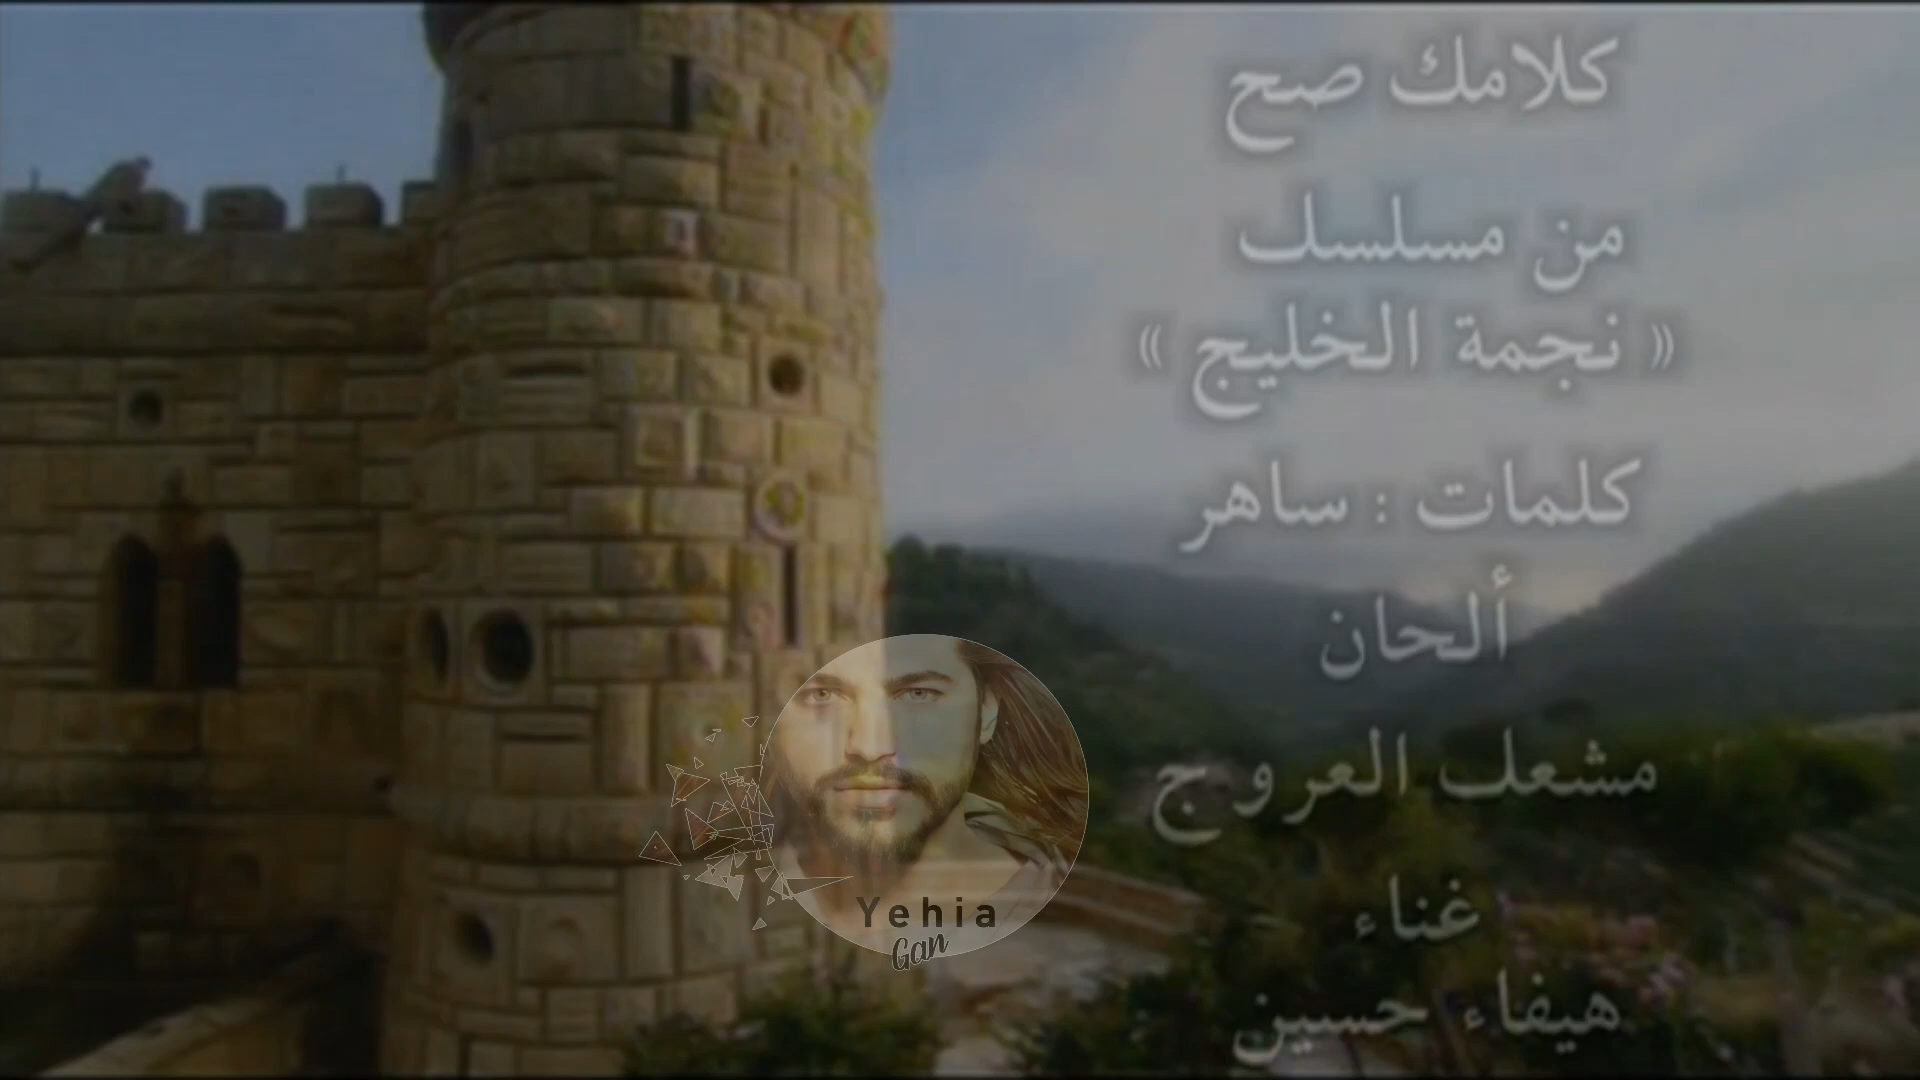 كلامك صح
من مسلسل
« نجمة الخليج »
كلمات : ساهر
ألحان
مشعل العروج
غناء
هيفاء حسين
Yehia
Gan